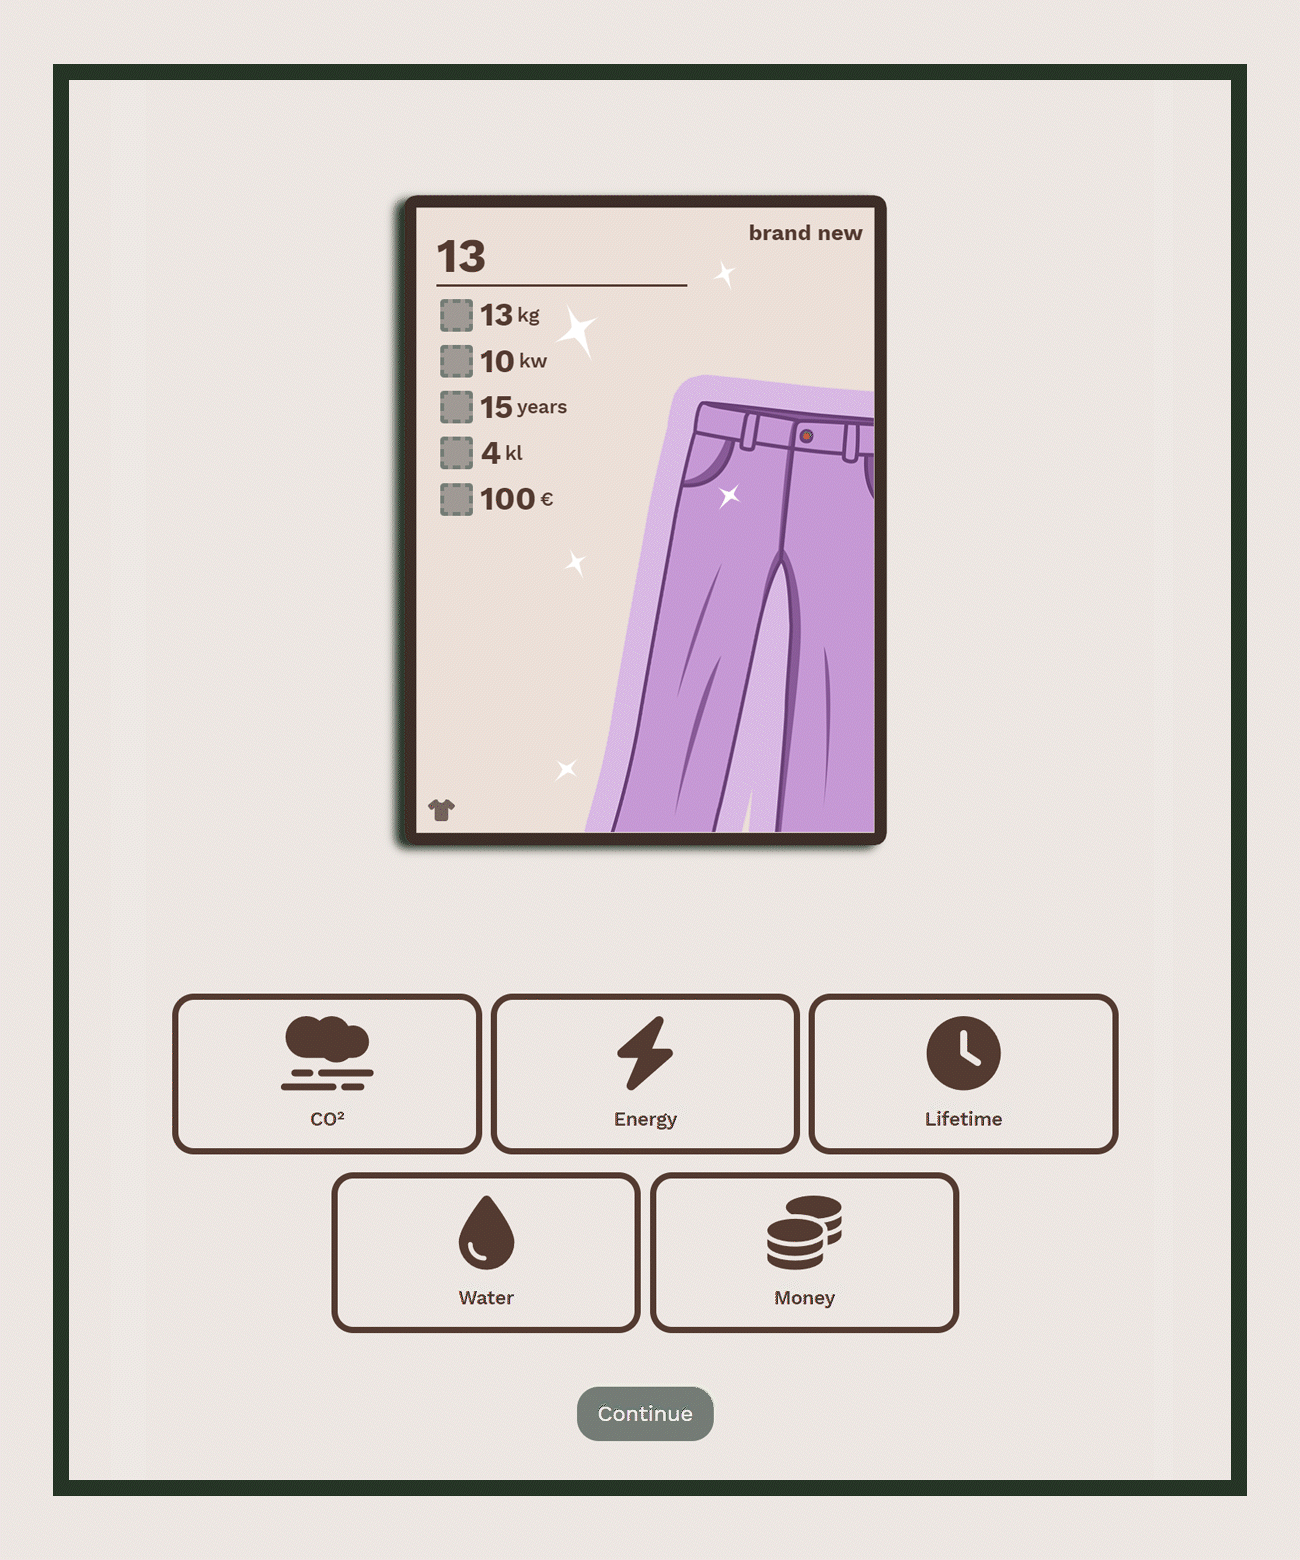 brand new
13
13 kg
10 kw
15 years
4 kl
100 €
CO²
Energy
Lifetime
Water
Money
Continue